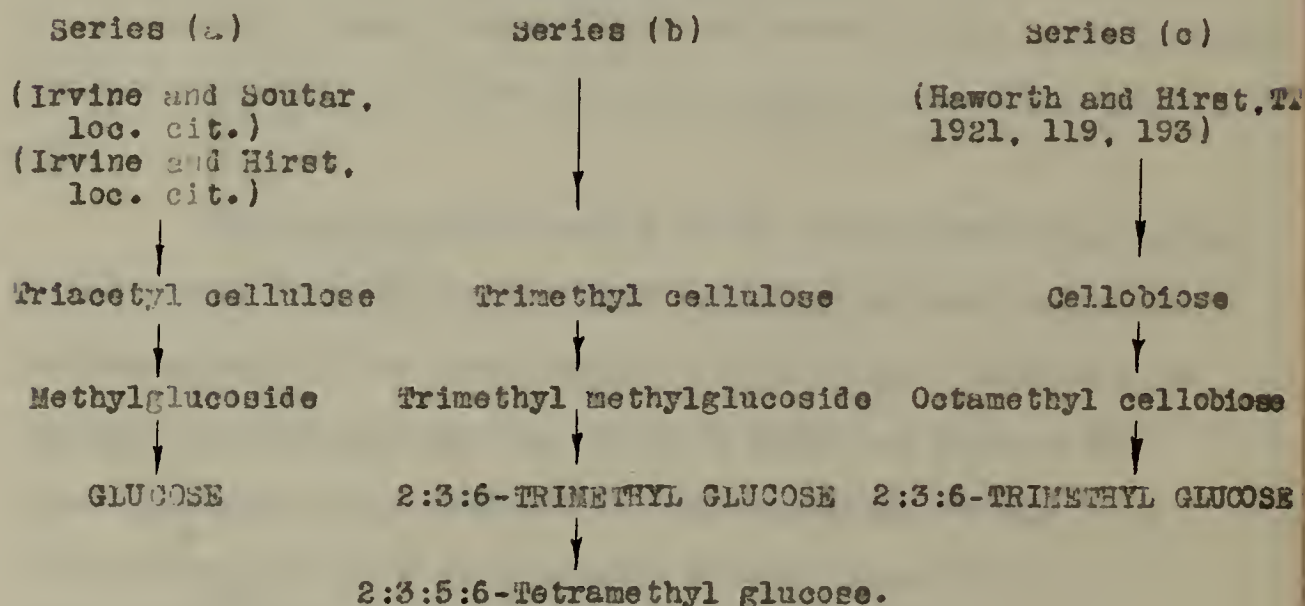 Series (a) Series (b) Series (c)
(Irvine and Soutar, (Haworth and Hirst,
loc. cit.) 1921, 119, 193)
(Irvine and Hirst,
loc. cit.)
Triacetyl cellulose Trimethyl cellulose Cellobiose
Methylglucoside Trimethyl methylglucoside Octamethyl cellobiose
GLUCOSE 2:3:6-TRIMETHYL GLUCOSE 2:3:6-TRIMETHYL GLUCOSE
2:3:5:6-Tetramethyl glucose.